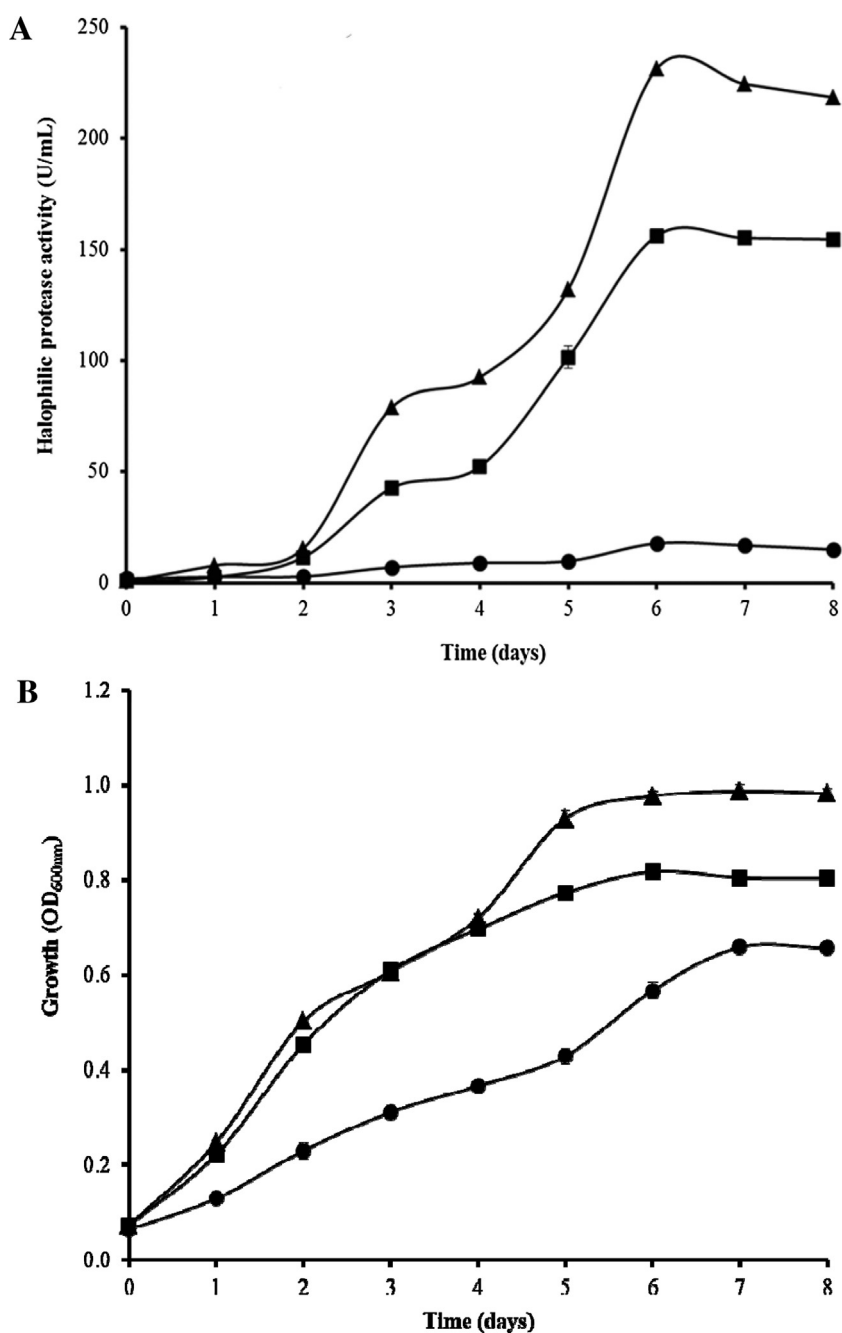 A
250
200
150
100
50
0
Halophilic protease activity (U/mL)
0 1 2 3 4 5 6 7 8
Time (days)
B
1.2
1.0
0.8
0.6
0.4
0.2
0.0
Growth (OD600nm)
0 1 2 3 4 5 6 7 8
Time (days)